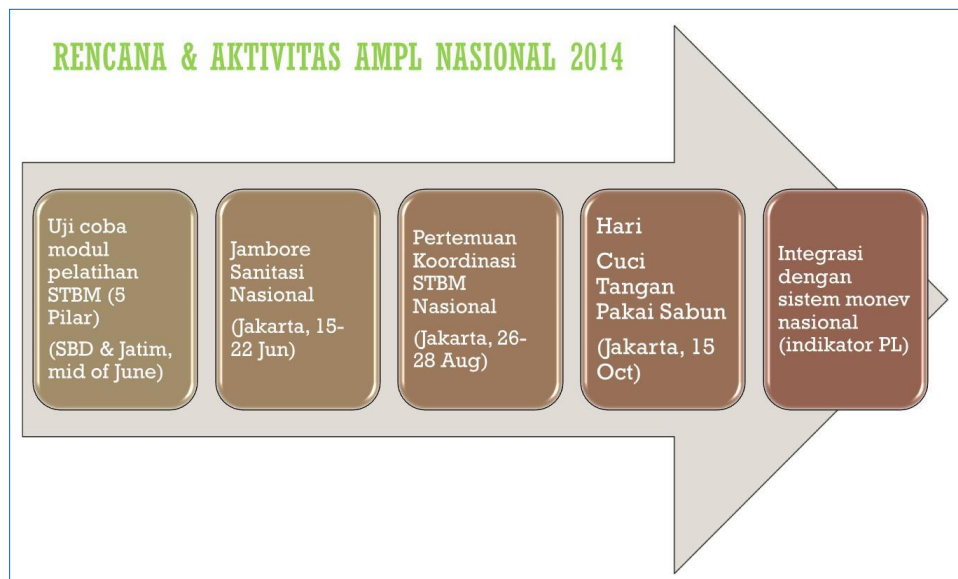 RENCANA & AKTIVITAS AMPL NASIONAL 2014
Uji coba
modul
pelatihan
STBM (5
Pilar)
(SBD & Jatim,
mid of June)
Jambore
Sanitasi
Nasional
(Jakarta, 15-
22 Jun)
Pertemuan
Koordinasi
STBM
Nasional
(Jakarta, 26-
28 Aug)
Hari
Cuci
Tangan
Pakai Sabun
(Jakarta, 15
Oct)
Integrasi
dengan
sistem monev
nasional
(indikator PL)